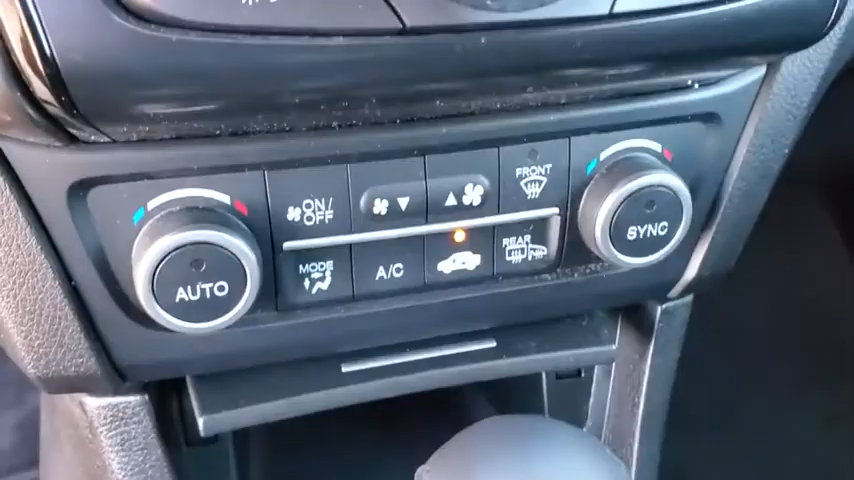 ON/
OFF
FRONT
AUTO
MODE
A/C
REAR
SYNC